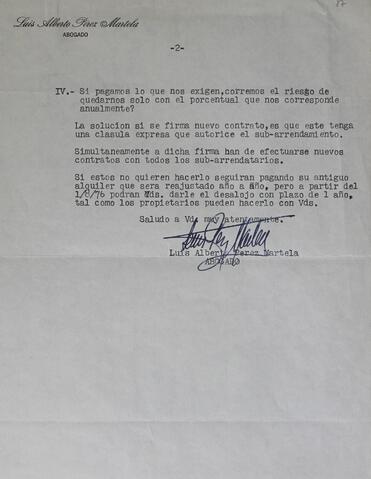 Luis Alberto Pérez Martela
ABOGADO
-2-
IV.- Si pagamos lo que nos exigen,corremos el riesgo de
quedarnos solo con el porcentual que nos corresponde
anualmente?
La solucion si se firma nuevo contrato,es que este tenga
una clasula expresa que autorice el sub-arrendamiento.
Simultaneamente a dicha firma han de efectuarse nuevos
contratos con todos los sub-arrendatarios.
Si estos no quieren hacerlo seguiran pagando su antiguo
alquiler que sera reajustado año a año, pero a partir del
1/8/76 podran Vds. darle el desalojo con plazo de 1 año,
tal como los propietarios pueden hacerlo con Vds.
Saludo a Vd muy atentamente.
Luis Alberto Perez Martela
ABOGADO